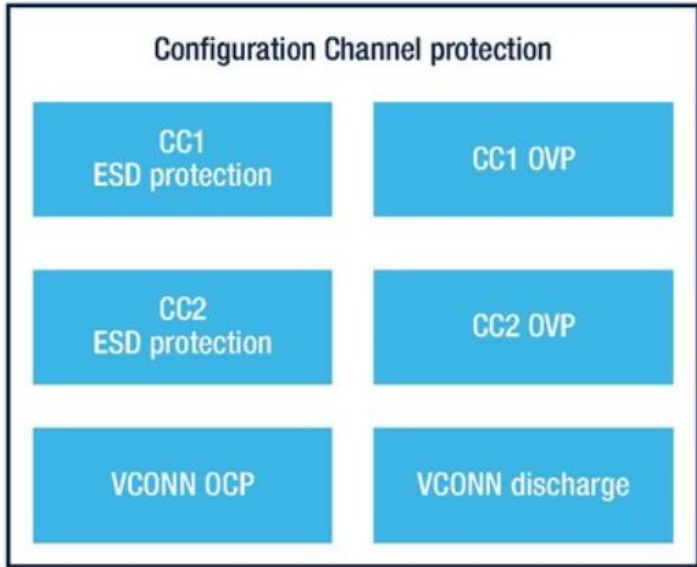 Configuration Channel protection
CC1
ESD protection
CC1 OVP
CC2
ESD protection
CC2 OVP
VCONN OCP
VCONN discharge